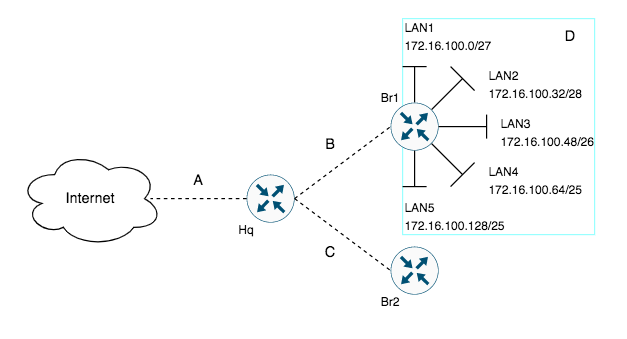 LAN1
172.16.100.0/27
D
LAN2
172.16.100.32/28
Br1
LAN3
172.16.100.48/26
B
LAN4
172.16.100.64/25
A
Internet
LAN5
172.16.100.128/25
Hq
C
Br2